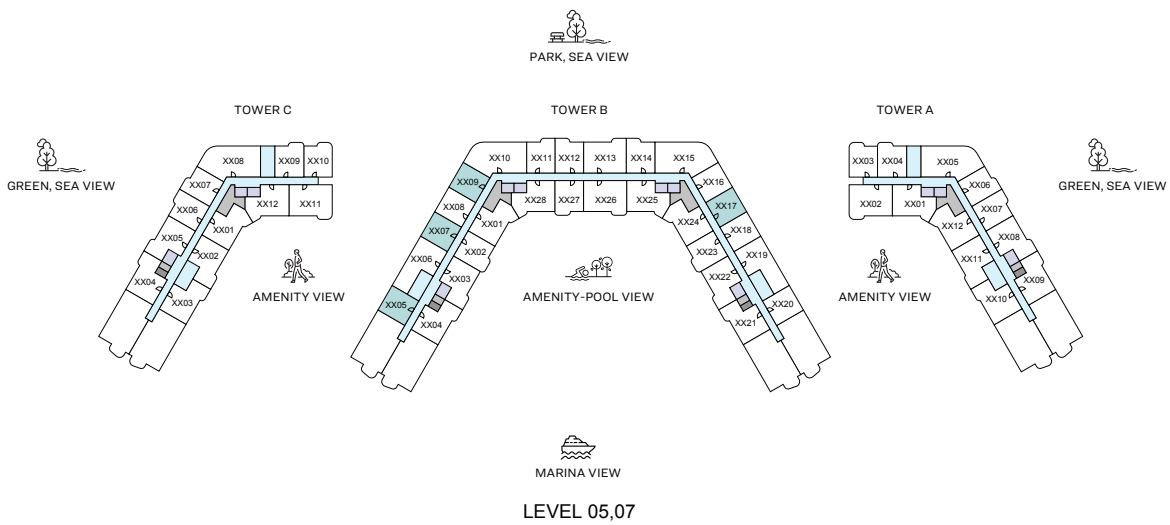 PARK, SEA VIEW
TOWER C
TOWER B
TOWER A
GREEN, SEA VIEW
GREEN, SEA VIEW
XX08
XX09
XX10
XX07
XX12
XX11
XX06
XX01
XX05
XX02
XX04
XX03
XX10
XX11
XX12
XX13
XX14
XX15
XX09
XX16
XX28
XX27
XX26
XX25
XX08
XX01
XX24
XX17
XX07
XX02
XX23
XX18
XX06
XX03
XX22
XX19
XX05
XX04
XX21
XX20
XX03
XX04
XX05
XX06
XX02
XX01
XX07
XX12
XX08
XX11
XX09
XX10
AMENITY VIEW
AMENITY-POOL VIEW
AMENITY VIEW
MARINA VIEW
LEVEL 05,07